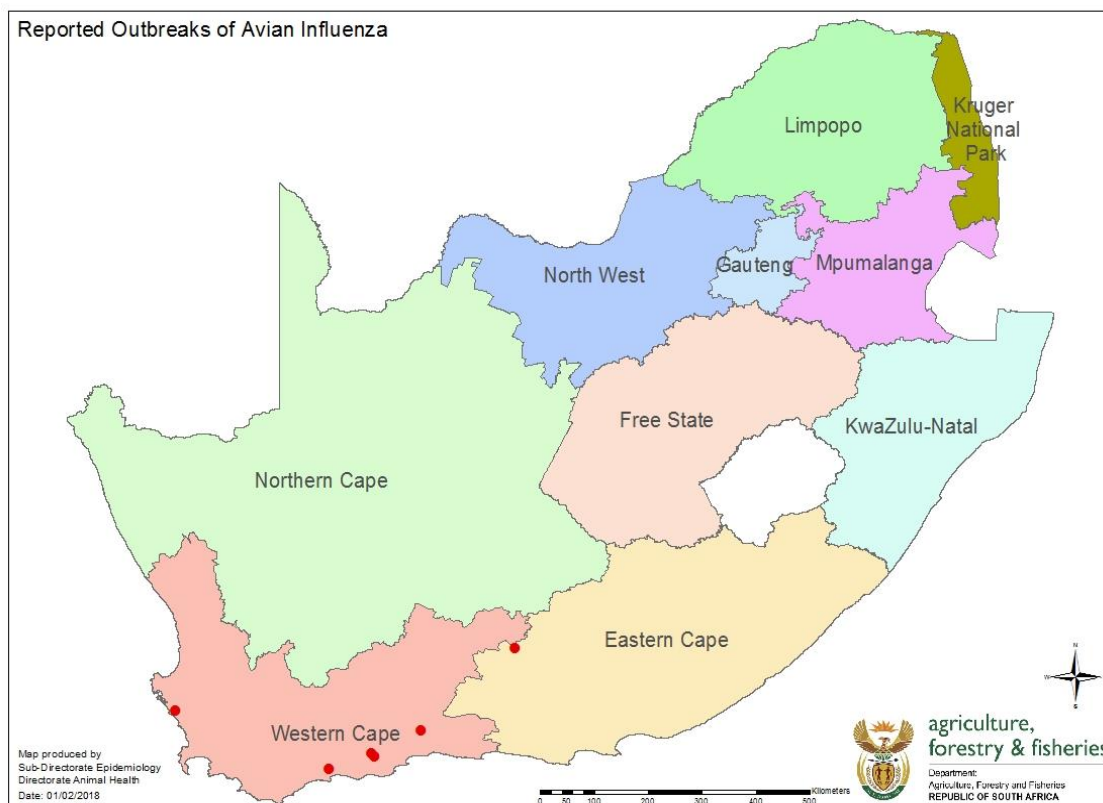 Reported Outbreaks of Avian Influenza
Limpopo
Kruger
National
Park
North West
Gauteng
Mpumalanga
Free State
KwaZulu-Natal
Northern Cape
Eastern Cape
Western Cape
N
W
E
S
Map produced by
Sub-Directorate Epidemiology
Directorate Animal Health
Date: 01/02/2018
0 50 100 200 300 400 500 Kilometers
agriculture,
forestry & fisheries
Department:
Agriculture, Forestry and Fisheries
REPUBLIC OF SOUTH AFRICA